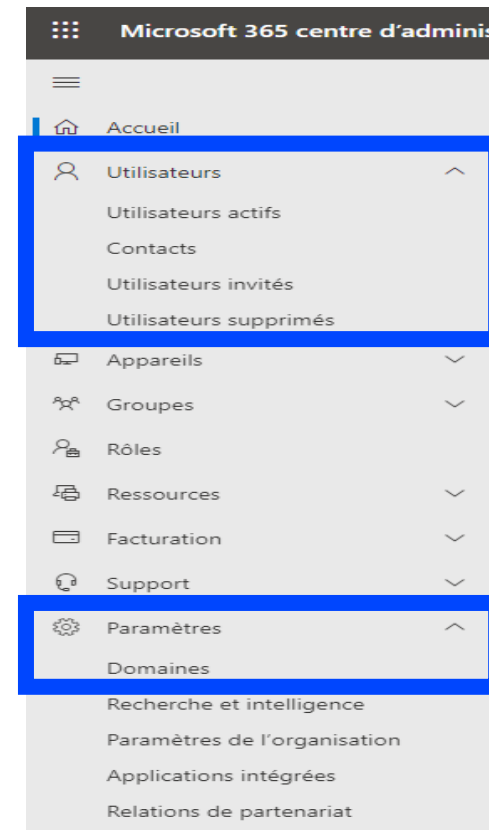 Microsoft 365 centre d'adminis
Accueil
Utilisateurs
Utilisateurs actifs
Contacts
Utilisateurs invités
Utilisateurs supprimés
Appareils
Groupes
Rôles
Ressources
Facturation
Support
Paramètres
Domaines
Recherche et intelligence
Paramètres de l'organisation
Applications intégrées
Relations de partenariat